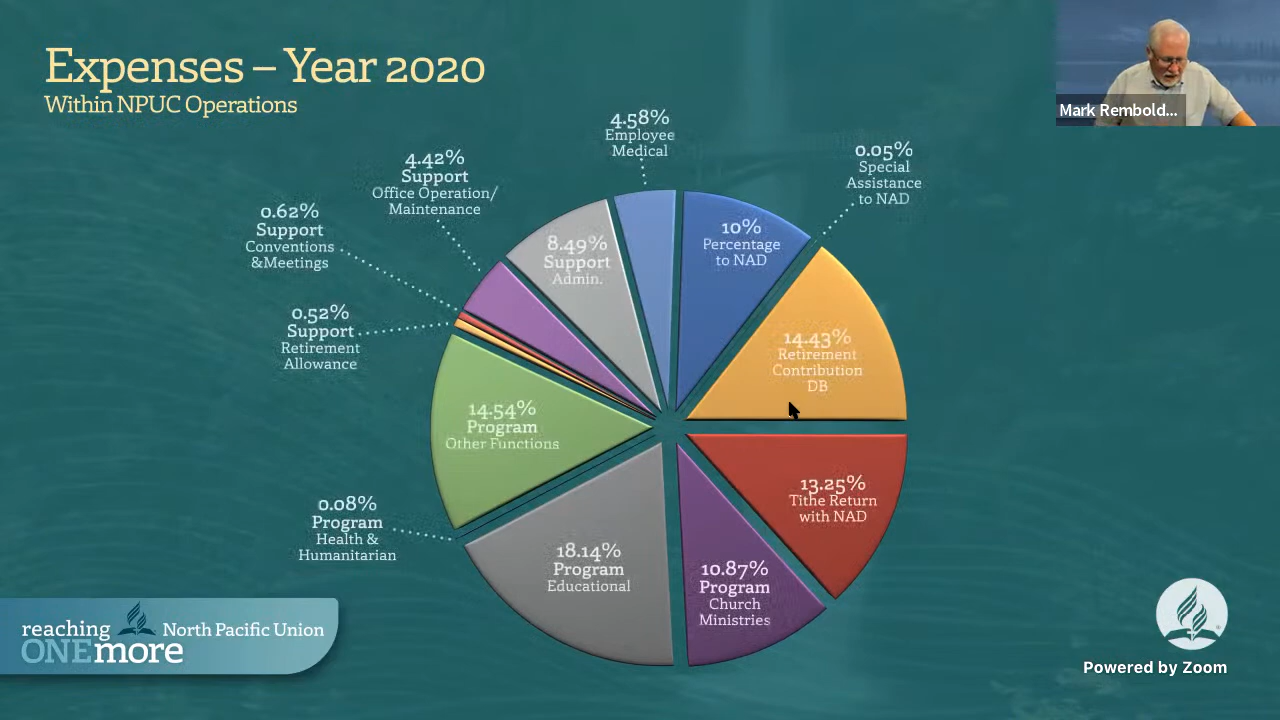 Expenses – Year 2020
Within NPUC Operations
Mark Rembold...
4.58%
Employee
Medical
0.05%
Special
Assistance
to NAD
4.42%
Support
Office Operation/
Maintenance
0.62%
Support
Conventions
&Meetings
8.49%
Support
Admin.
10%
Percentage
to NAD
0.52%
Support
Retirement
Allowance
14.43%
Retirement
Contribution
DB
14.54%
Program
Other Functions
13.25%
Tithe Return
with NAD
0.08%
Program
Health &
Humanitarian
18.14%
Program
Educational
10.87%
Program
Church
Ministries
reaching
ONEmore
North Pacific Union
Powered by Zoom